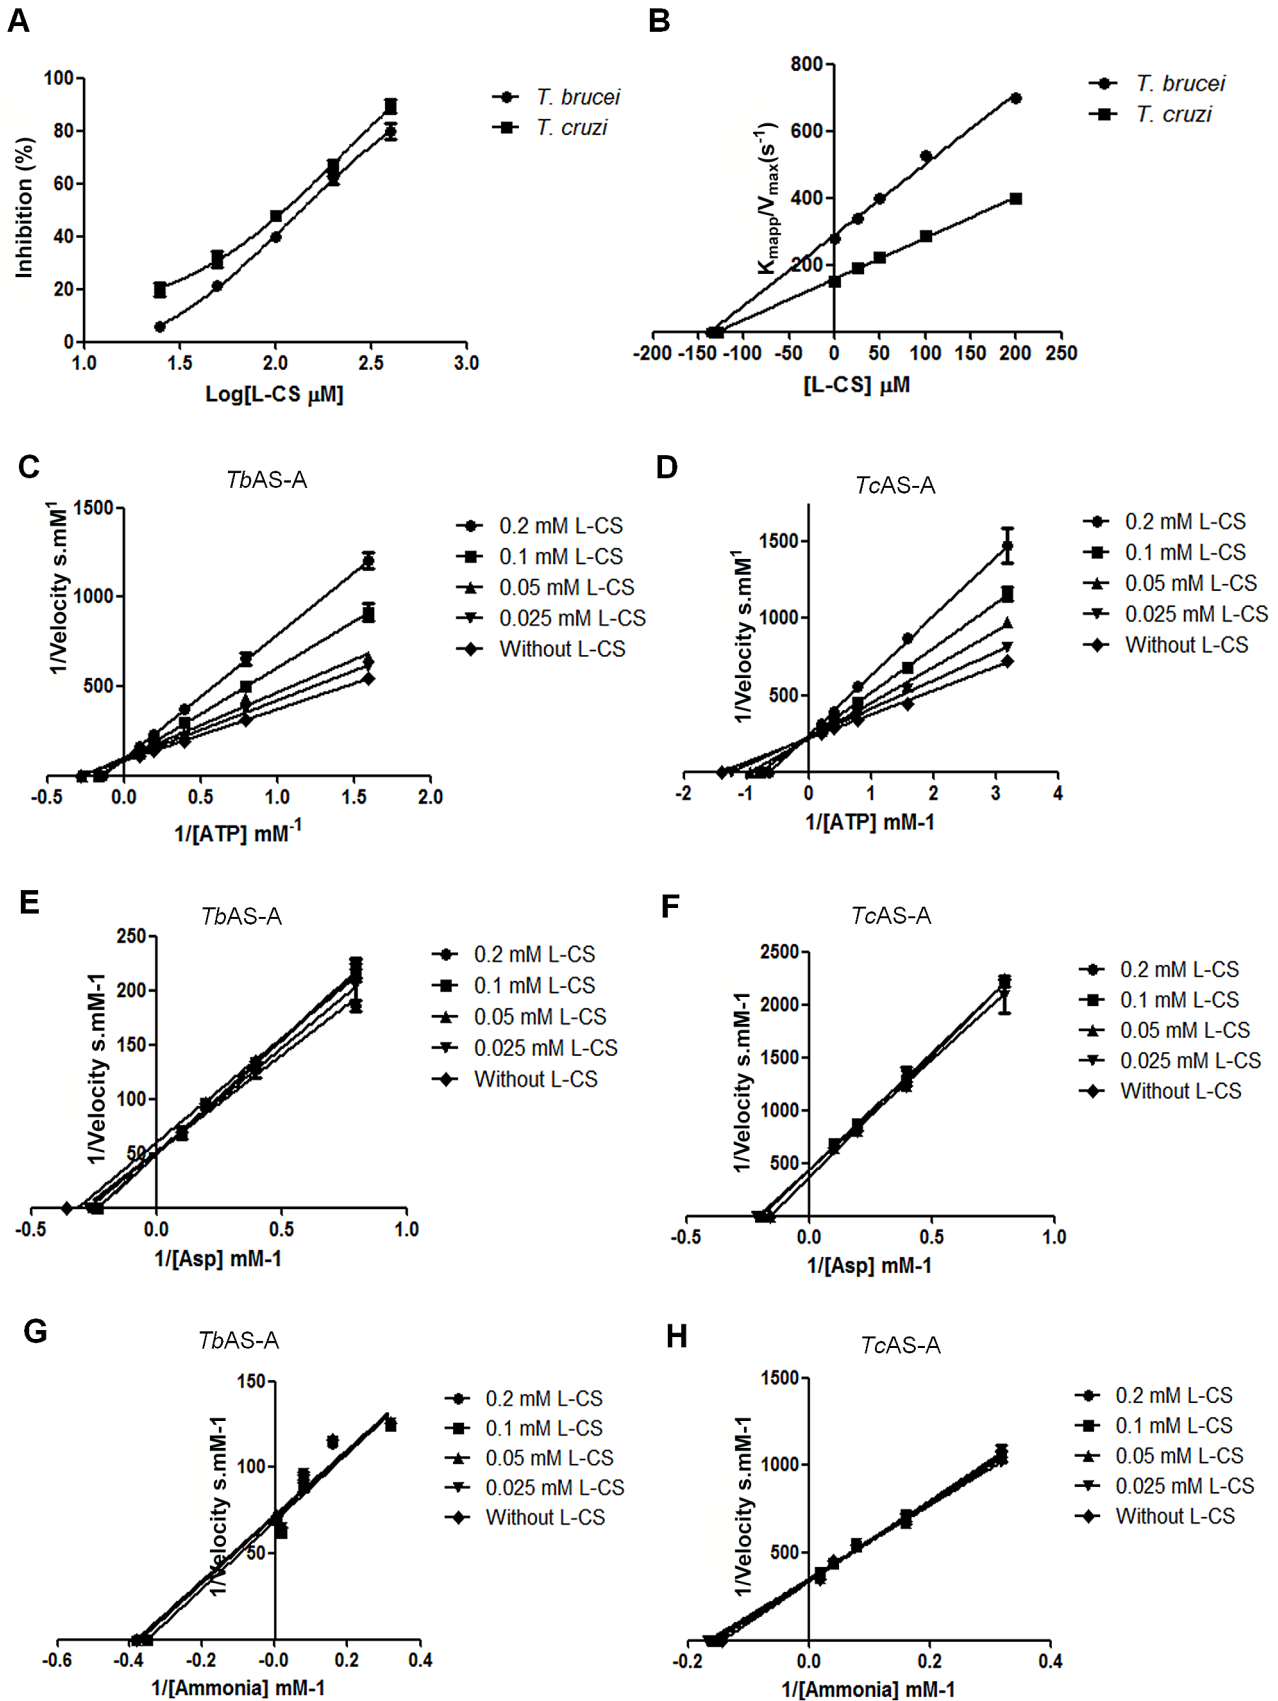 A
100
80
60
40
20
0
1.0 1.5 2.0 2.5 3.0
Inhibition (%)
Log[L-CS μM]
T. brucei
T. cruzi
B
800
600
400
200
-200 -150 -100 -50 0 50 100 150 200 250
Kmapp/Vmax(s-1)
[L-CS] μM
T. brucei
T. cruzi
C
TbAS-A
1500
1000
500
-0.5 0.0 0.5 1.0 1.5 2.0
1/Velocity s.mM1
1/[ATP] mM-1
0.2 mM L-CS
0.1 mM L-CS
0.05 mM L-CS
0.025 mM L-CS
Without L-CS
D
TcAS-A
1500
1000
500
-2 -1 0 1 2 3 4
1/Velocity s.mM1
1/[ATP] mM-1
0.2 mM L-CS
0.1 mM L-CS
0.05 mM L-CS
0.025 mM L-CS
Without L-CS
E
TbAS-A
250
200
150
100
50
-0.5 0.0 0.5 1.0
1/Velocity s.mM-1
1/[Asp] mM-1
0.2 mM L-CS
0.1 mM L-CS
0.05 mM L-CS
0.025 mM L-CS
Without L-CS
F
TcAS-A
2500
2000
1500
1000
500
-0.5 0.0 0.5 1.0
1/Velocity s.mM-1
1/[Asp] mM-1
0.2 mM L-CS
0.1 mM L-CS
0.05 mM L-CS
0.025 mM L-CS
Without L-CS
G
TbAS-A
150
100
50
-0.6 -0.4 -0.2 -0.0 0.2 0.4
1/Velocity s.mM-1
1/[Ammonia] mM-1
0.2 mM L-CS
0.1 mM L-CS
0.05 mM L-CS
0.025 mM L-CS
Without L-CS
H
TcAS-A
1500
1000
500
-0.2 0.0 0.2 0.4
1/Velocity s.mM-1
1/[Ammonia] mM-1
0.2 mM L-CS
0.1 mM L-CS
0.05 mM L-CS
0.025 mM L-CS
Without L-CS